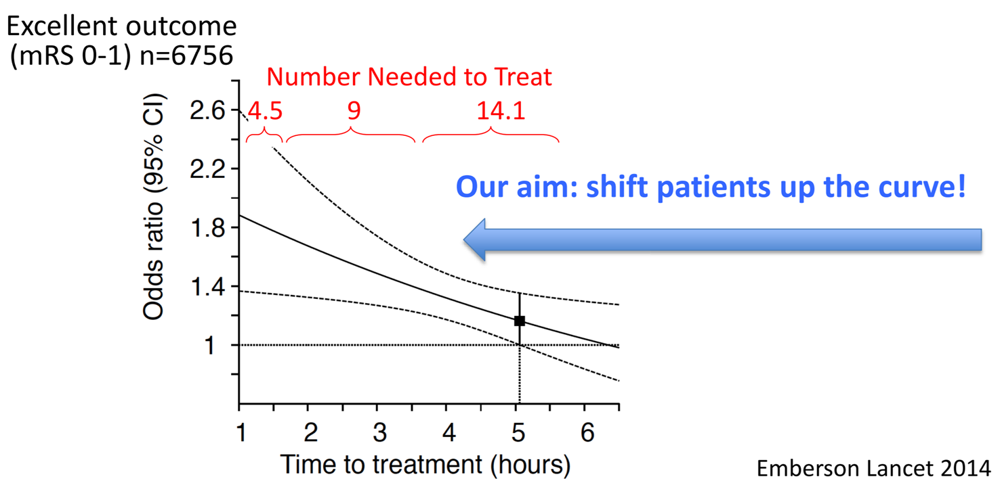 Excellent outcome
(mRS 0-1) n=6756
Number Needed to Treat
4.5 9 14.1
Our aim: shift patients up the curve!
Odds ratio (95% CI)
2.6
2.2
1.8
1.4
1
1 2 3 4 5 6
Time to treatment (hours)
Emberson Lancet 2014